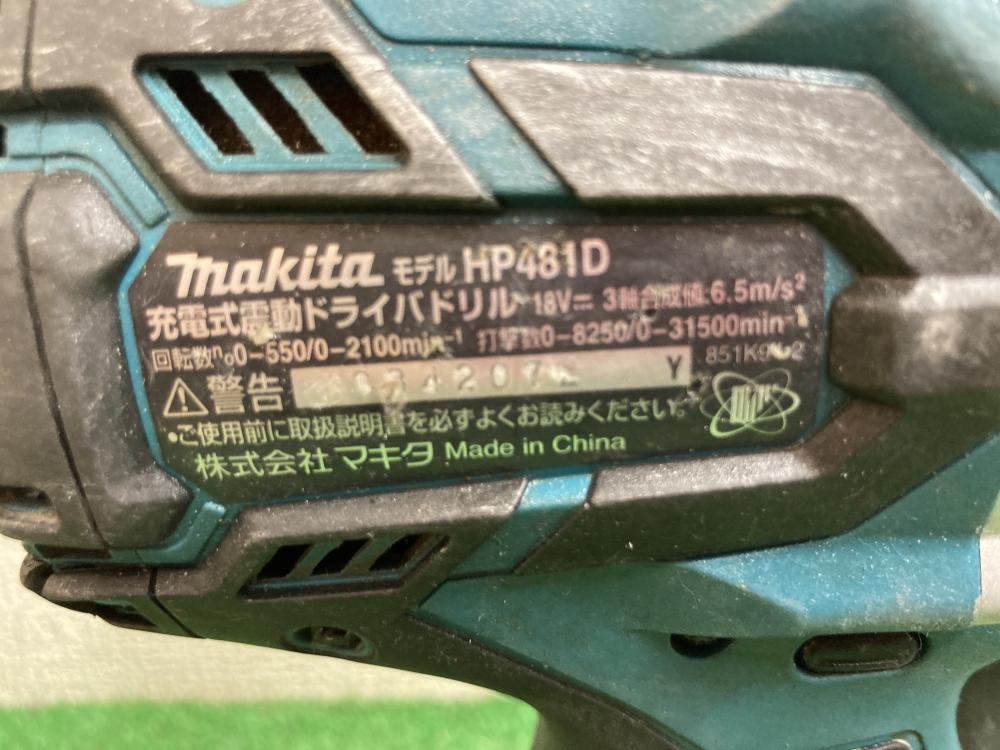 makita モデル HP481D
充電式震動ドライバドリル 18V⎓ 3軸合成値:6.5m/s²
回転数n₀0-550/0-2100min⁻¹ 打撃数0-8250/0-31500min⁻¹
警告 Y
•ご使用前に取扱説明書を必ずよくお読みください。
株式会社マキタ Made in China